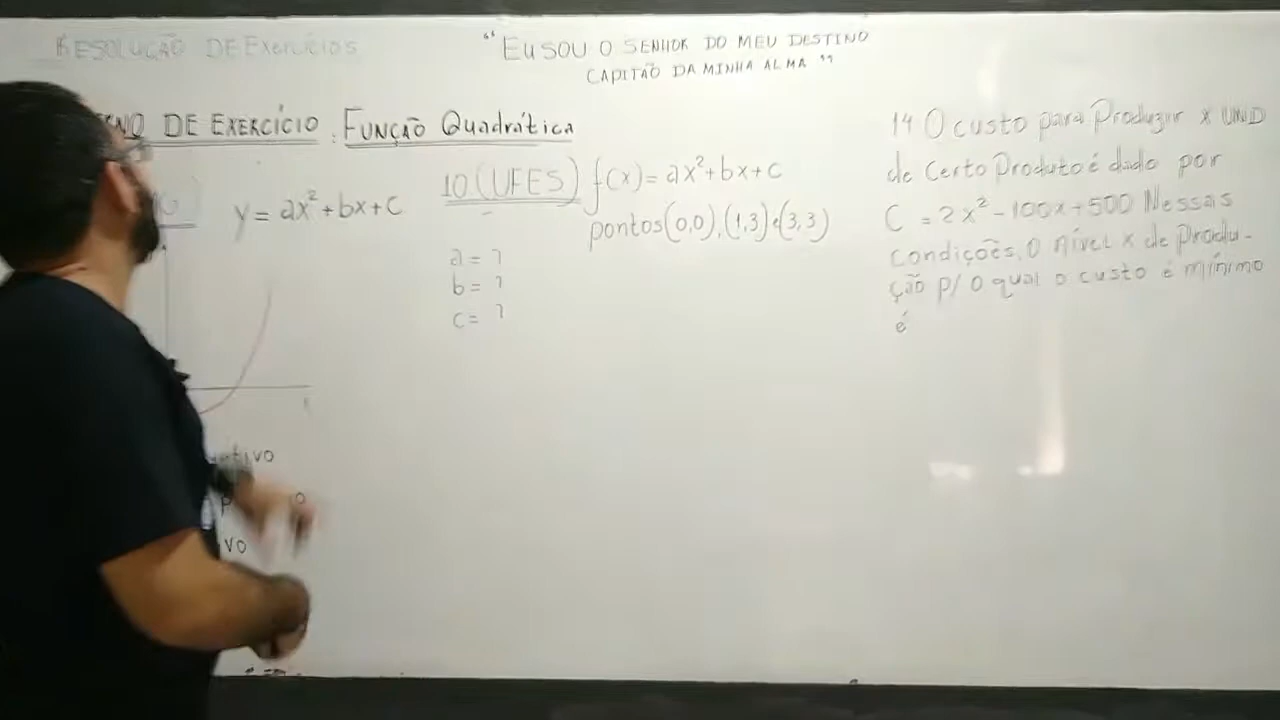 RESOLUÇÃO DE EXERCÍCIOS
" EU SOU O SENHOR DO MEU DESTINO
CAPITÃO DA MINHA ALMA "
DE EXERCÍCIO: FUNÇÃO Quadrática
y = ax² + bx + c
10 (UFES) f(x) = ax² + bx + c
pontos (0,0), (1,3) e (3,3)
a = ?
b = ?
c = ?
14 O custo para Produzir x UNID
de Certo Produto é dado por
C = 2x² - 100x + 500 Nessas
condições, O nível x de Produ-
ção p/ o qual o custo é mínimo
é